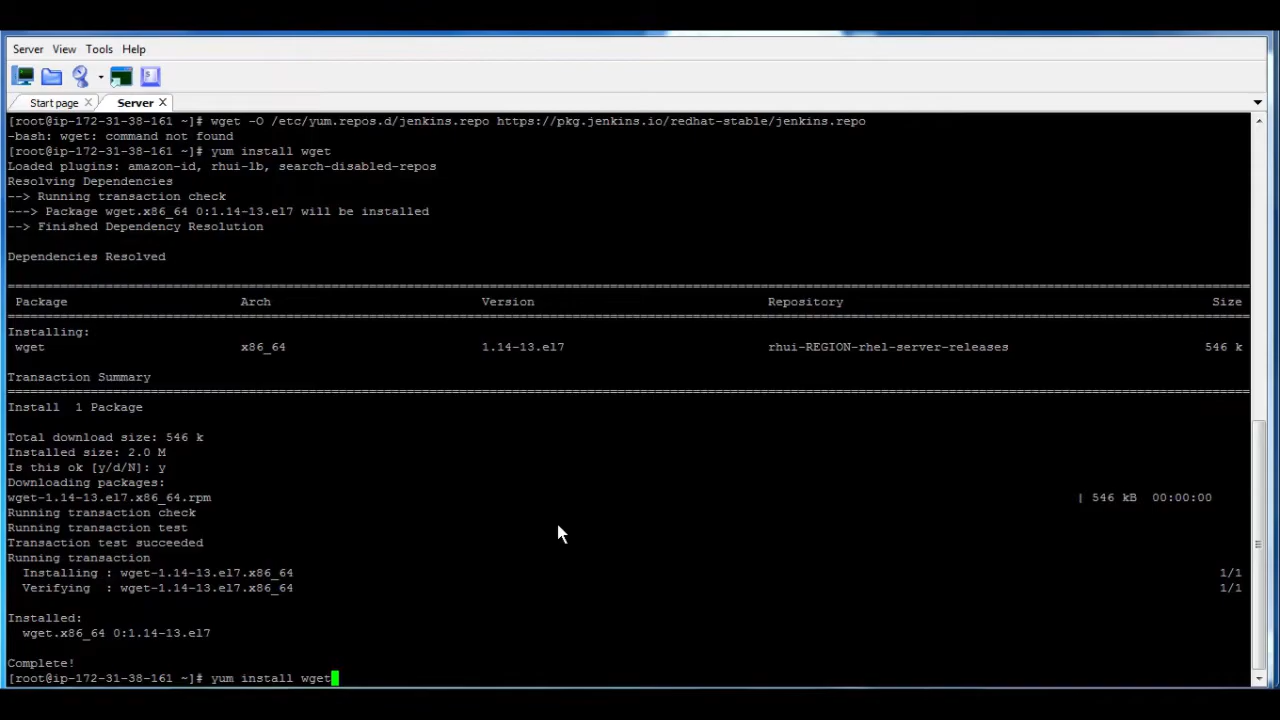 Server View Tools Help
Start page Server
[root@ip-172-31-38-161 ~]# wget -O /etc/yum.repos.d/jenkins.repo https://pkg.jenkins.io/redhat-stable/jenkins.repo
-bash: wget: command not found
[root@ip-172-31-38-161 ~]# yum install wget
Loaded plugins: amazon-id, rhui-lb, search-disabled-repos
Resolving Dependencies
--> Running transaction check
---> Package wget.x86_64 0:1.14-13.el7 will be installed
--> Finished Dependency Resolution
Dependencies Resolved
Package Arch Version Repository Size
Installing:
wget x86_64 1.14-13.el7 rhui-REGION-rhel-server-releases 546 k
Transaction Summary
Install 1 Package
Total download size: 546 k
Installed size: 2.0 M
Is this ok [y/d/N]: y
Downloading packages:
wget-1.14-13.el7.x86_64.rpm | 546 kB 00:00:00
Running transaction check
Running transaction test
Transaction test succeeded
Running transaction
Installing : wget-1.14-13.el7.x86_64 1/1
Verifying : wget-1.14-13.el7.x86_64 1/1
Installed:
wget.x86_64 0:1.14-13.el7
Complete!
[root@ip-172-31-38-161 ~]# yum install wget